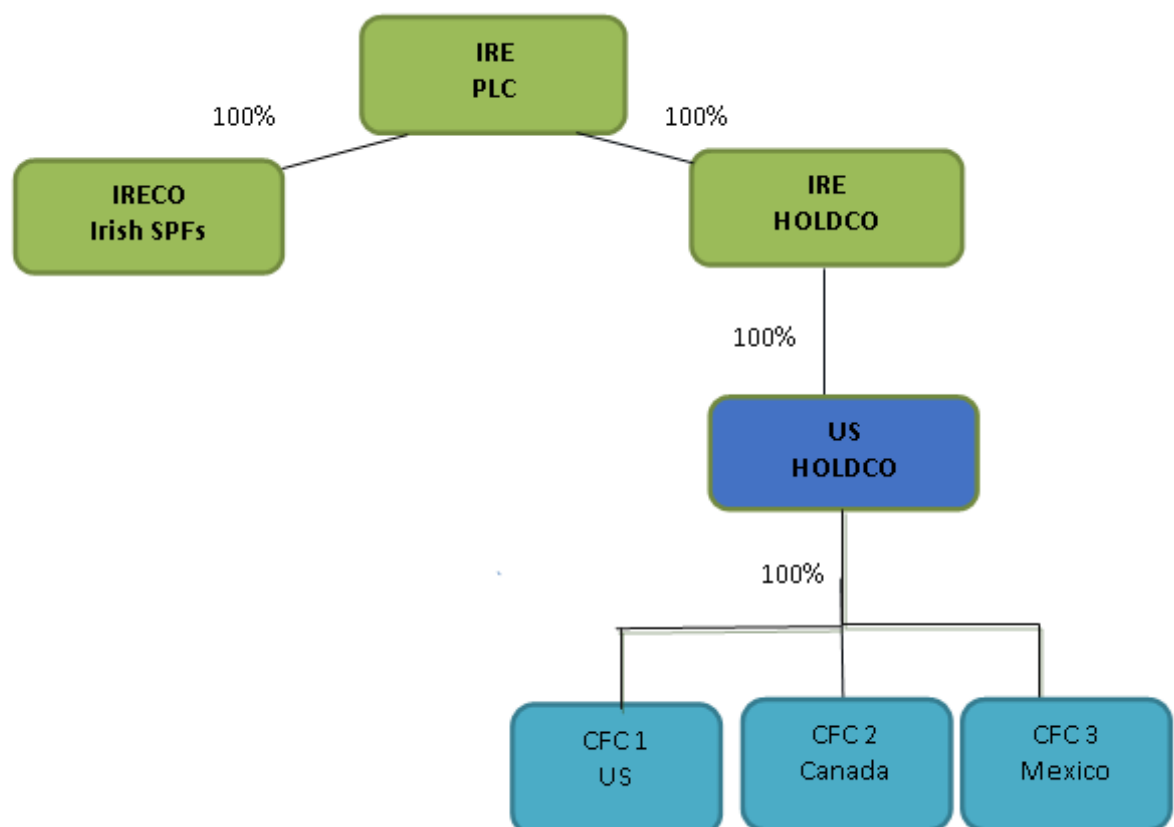 IRE
PLC
100%
100%
IRECO
Irish SPFs
IRE
HOLDCO
100%
US
HOLDCO
100%
CFC 1
US
CFC 2
Canada
CFC 3
Mexico